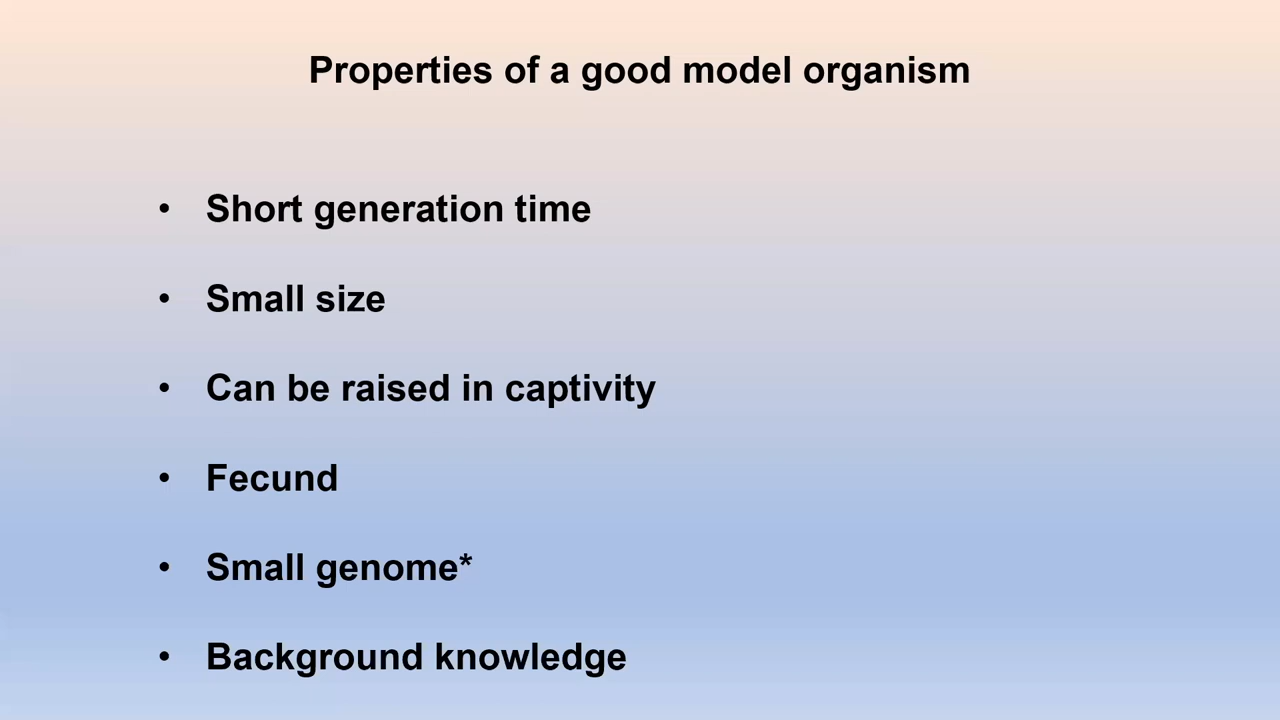 Properties of a good model organism
• Short generation time
• Small size
• Can be raised in captivity
• Fecund
• Small genome*
• Background knowledge